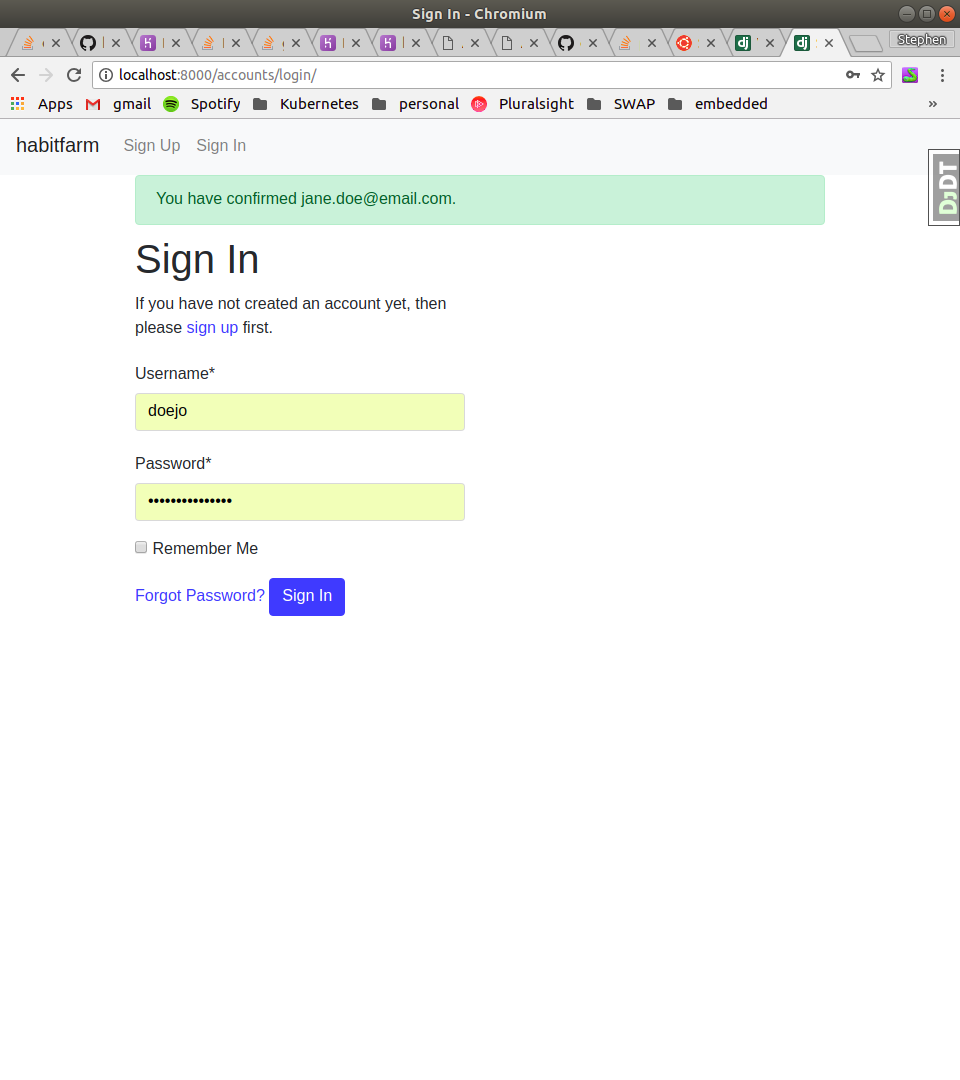 Sign In - Chromium
Stephen
localhost:8000/accounts/login/
Apps gmail Spotify Kubernetes personal Pluralsight SWAP embedded »
habitfarm Sign Up Sign In
DjDT
You have confirmed jane.doe@email.com.
Sign In
If you have not created an account yet, then
please sign up first.
Username*
doejo
Password*
•••••••••••••••
Remember Me
Forgot Password? Sign In